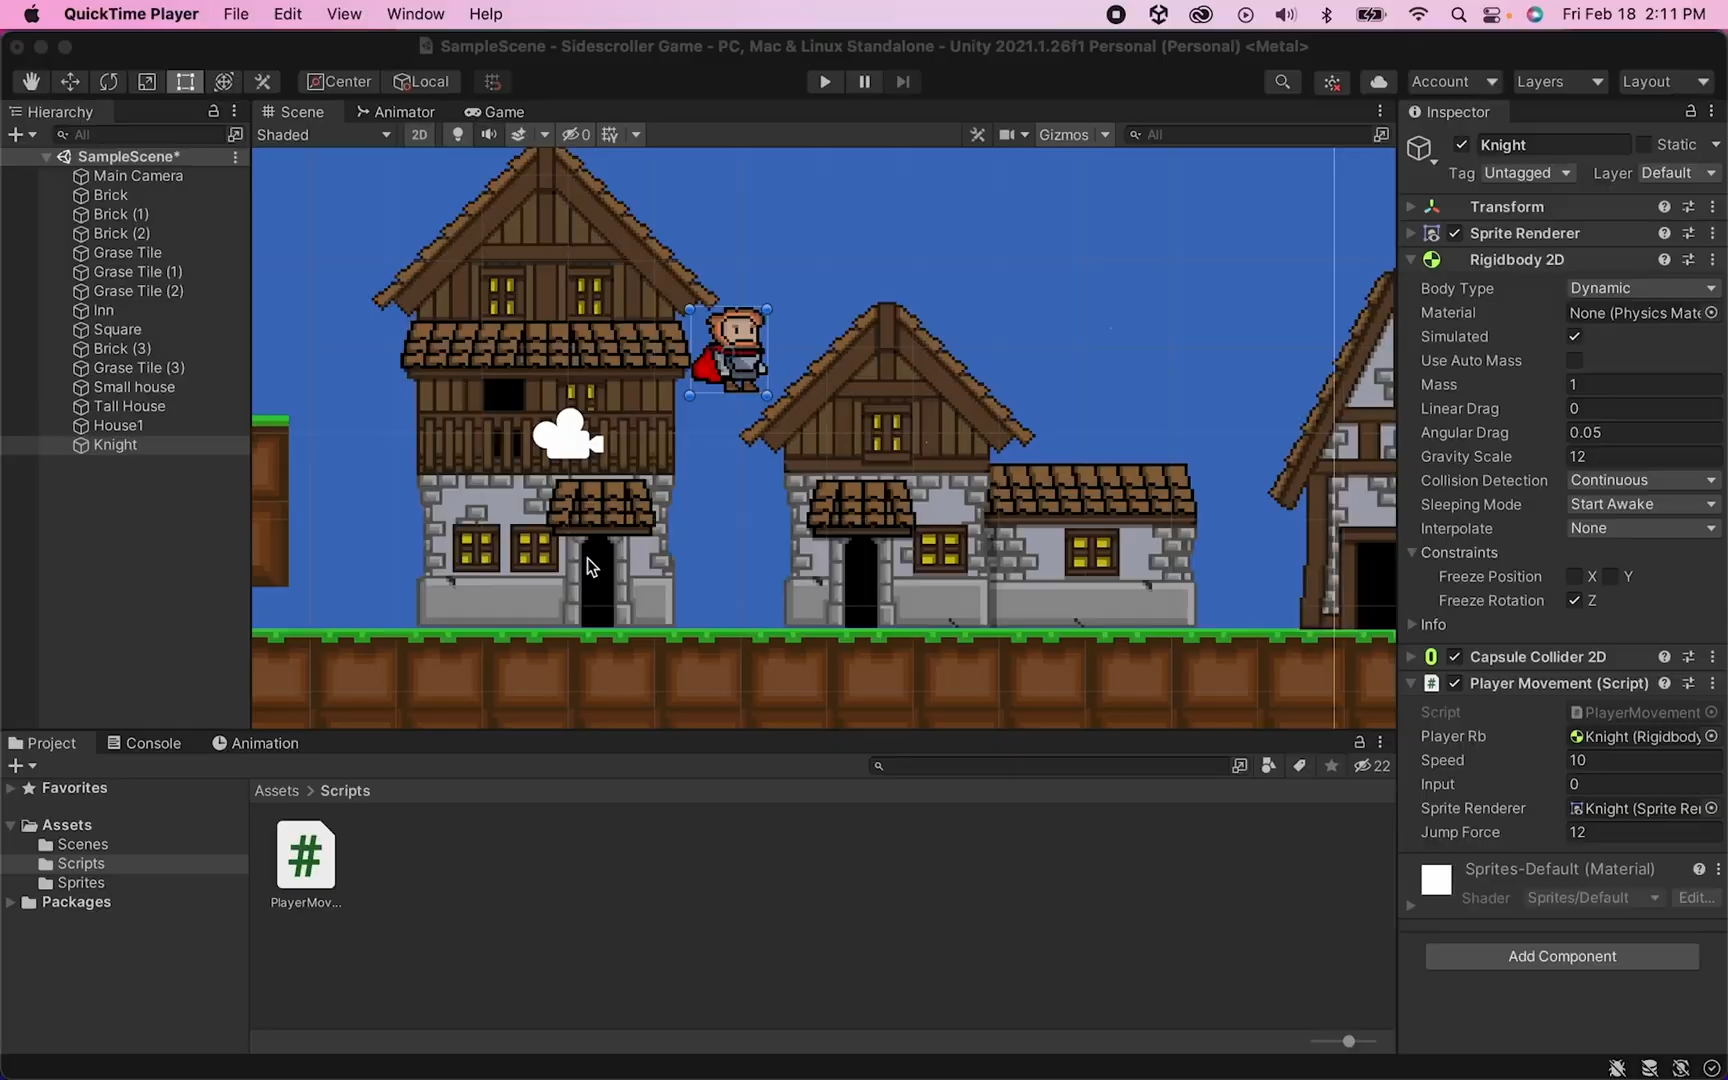 QuickTime Player File Edit View Window Help Fri Feb 18 2:11 PM
SampleScene - Sidescroller Game - PC, Mac & Linux Standalone - Unity 2021.1.26f1 Personal (Personal) <Metal>
Center Local Account Layers Layout
Hierarchy Scene Animator Game Inspector
All Shaded 2D 0 Gizmos All
Knight Static
SampleScene*
Main Camera
Brick
Brick (1)
Brick (2)
Grase Tile
Grase Tile (1)
Grase Tile (2)
Inn
Square
Brick (3)
Grase Tile (3)
Small house
Tall House
House1
Knight
Tag Untagged Layer Default
Transform
Sprite Renderer
Rigidbody 2D
Body Type Dynamic
Material None (Physics Mate
Simulated
Use Auto Mass
Mass 1
Linear Drag 0
Angular Drag 0.05
Gravity Scale 12
Collision Detection Continuous
Sleeping Mode Start Awake
Interpolate None
Constraints
Freeze Position X Y
Freeze Rotation Z
Info
Capsule Collider 2D
# Player Movement (Script)
Script PlayerMovement
Player Rb Knight (Rigidbody
Speed 10
Input 0
Sprite Renderer Knight (Sprite Rei
Jump Force 12
Sprites-Default (Material)
Shader Sprites/Default Edit...
Add Component
Project Console Animation
22
Favorites
Assets
Scenes
Scripts
Sprites
Packages
Assets > Scripts
#
PlayerMov...